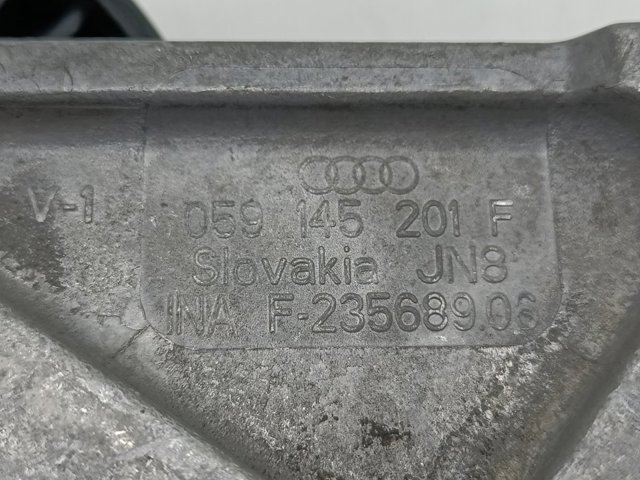 V-1
059 145 201 F
Slovakia JN8
INA F-235689.06